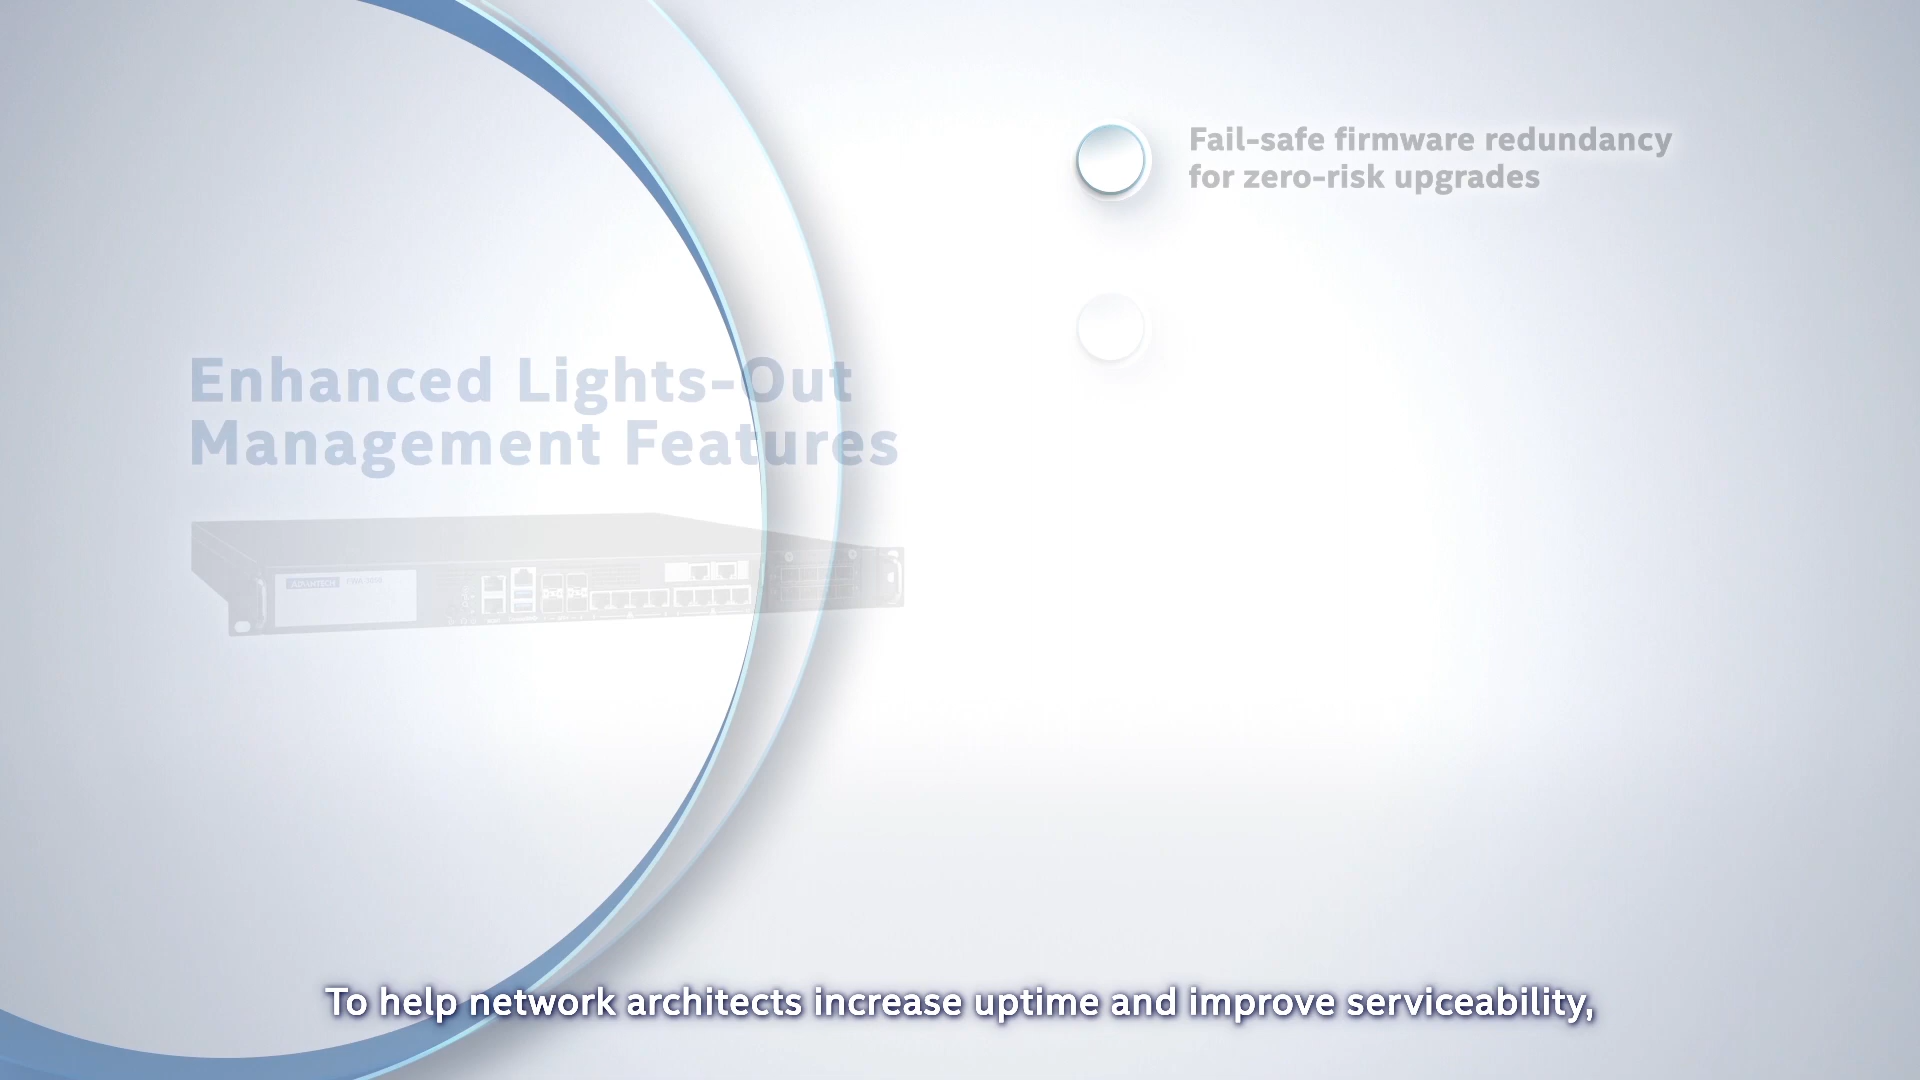 Fail-safe firmware redundancy
for zero-risk upgrades
Enhanced Lights-Out
Management Features
ADVANTECH
To help network architects increase uptime and improve serviceability,